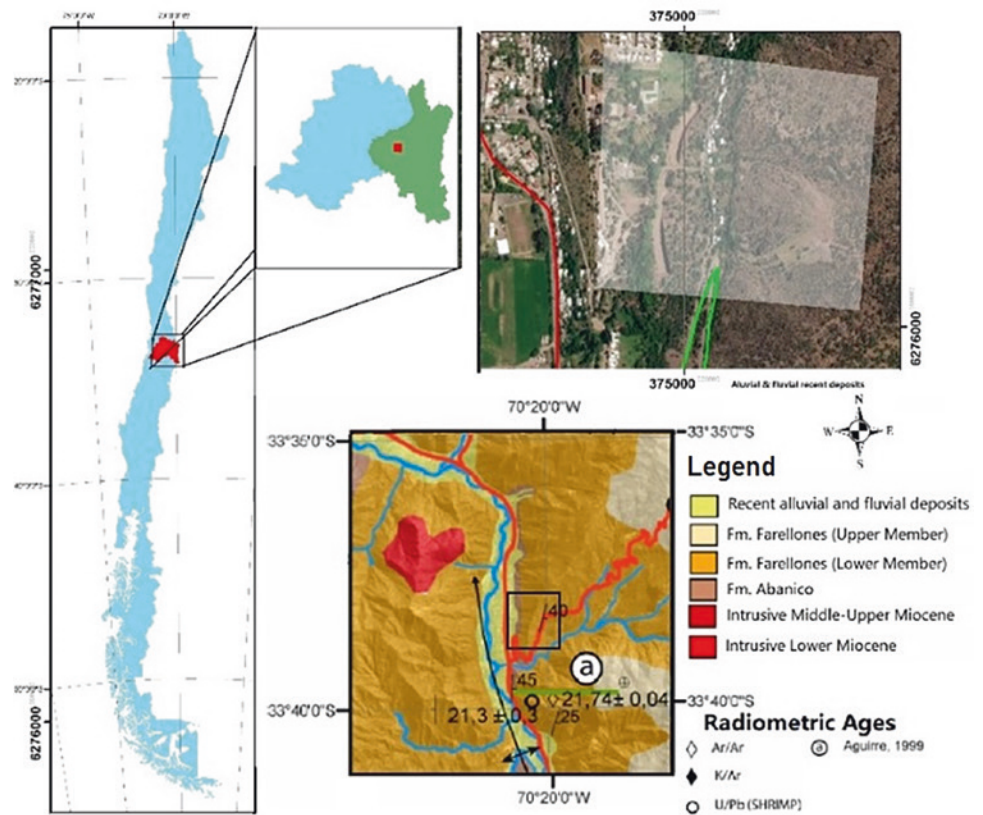 375000
6272000
6276000
375000
6276000
Aluvial & fluvial recent deposits
70°20'0"W
33°35'0"S
33°35'0"S
N
W
E
S
40
a
45
21,74± 0,04
21,3 ± 0,3
25
33°40'0"S
33°40'0"S
70°20'0"W
Legend
Recent alluvial and fluvial deposits
Fm. Farellones (Upper Member)
Fm. Farellones (Lower Member)
Fm. Abanico
Intrusive Middle-Upper Miocene
Intrusive Lower Miocene
Radiometric Ages
Ar/Ar
a Aguirre, 1999
K/Ar
U/Pb (SHRIMP)